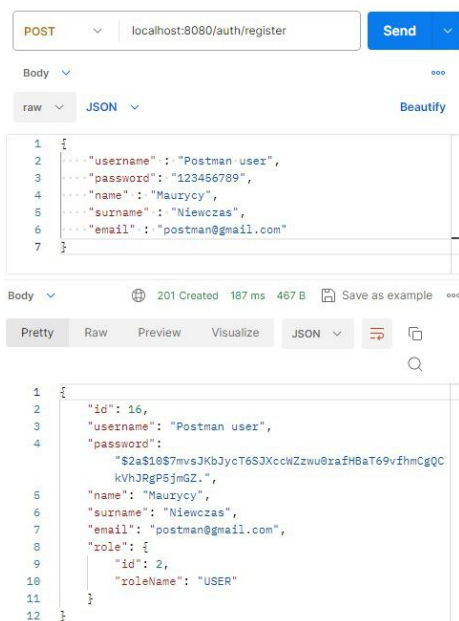 POST localhost:8080/auth/register Send
Body
raw JSON Beautify
1 {
2 "username" : "Postman user",
3 "password": "123456789",
4 "name" : "Maurycy",
5 "surname" : "Niewczas",
6 "email" : "postman@gmail.com"
7 }
Body 201 Created 187 ms 467 B Save as example
Pretty Raw Preview Visualize JSON
1 {
2 "id": 16,
3 "username": "Postman user",
4 "password":
"$2a$10$7mvsJKbJycT6SJXccWZzwu0rafHBaT69vfhmCgQC
kVhJRgP5jmGZ.",
5 "name": "Maurycy",
6 "surname": "Niewczas",
7 "email": "postman@gmail.com",
8 "role": {
9 "id": 2,
10 "roleName": "USER"
11 }
12 }